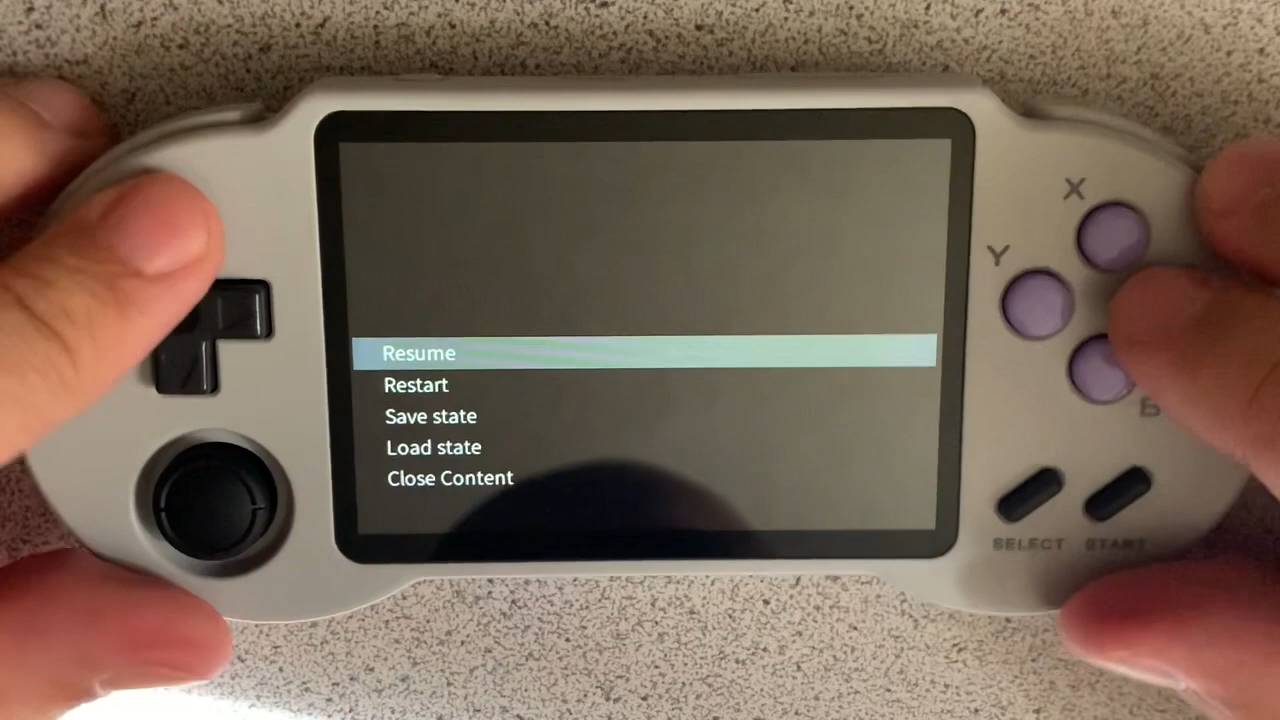 X
Y
Resume
Restart
Save state
Load state
B
Close Content
SELECT START